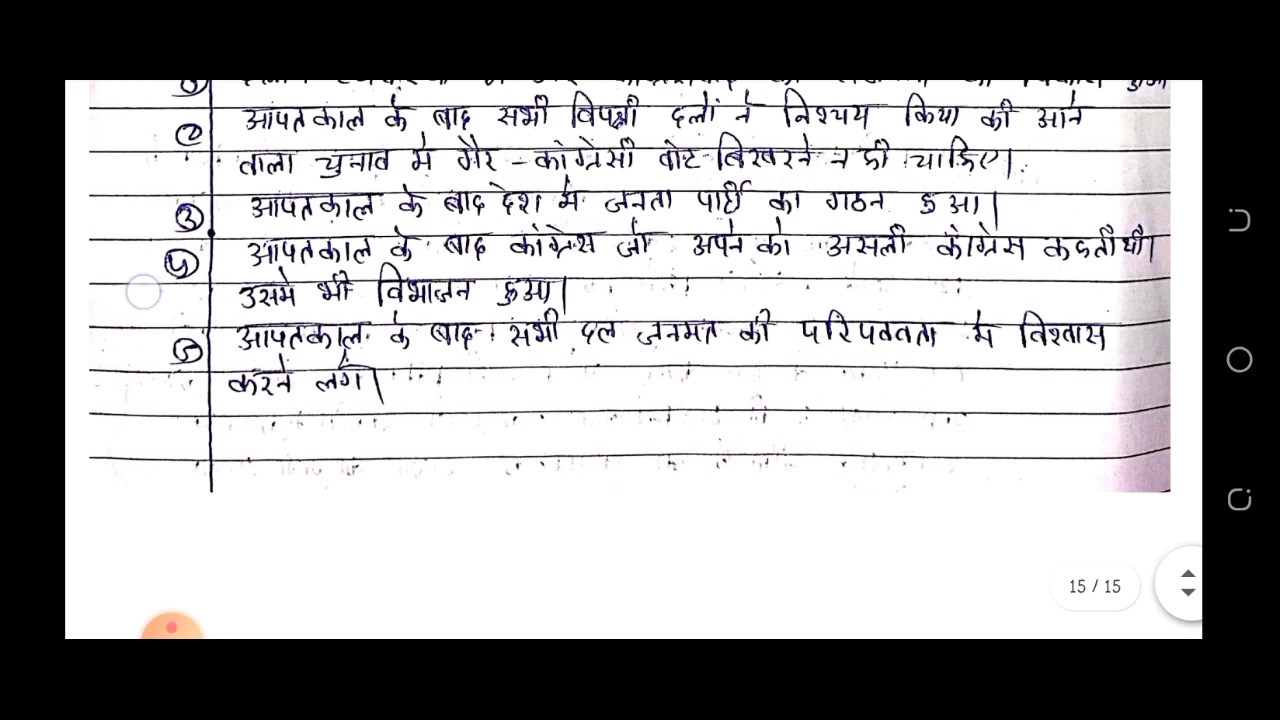 ② आपतकाल के बाद सभी विपक्षी दलों ने निश्चय किया की आने
वाला चुनाव में गैर - कांग्रेसी वोट बिखरने नही चाहिए।
③ आपतकाल के बाद देश में जनता पार्टी का गठन हुआ।
④ आपतकाल के बाद कांग्रेस जो अपने को असली कांग्रेस कहती थी।
उसमे भी विभाजन हुआ।
⑤ आपतकाल के बाद सभी दल जनमत की परिपक्वता में विश्वास
करने लगे।
15 / 15